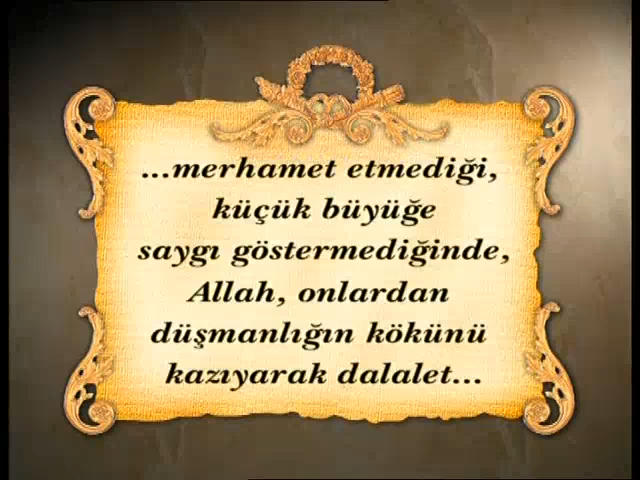 ...merhamet etmediği,
küçük büyüğe
saygı göstermediğinde,
Allah, onlardan
düşmanlığın kökünü
kazıyarak dalalet...